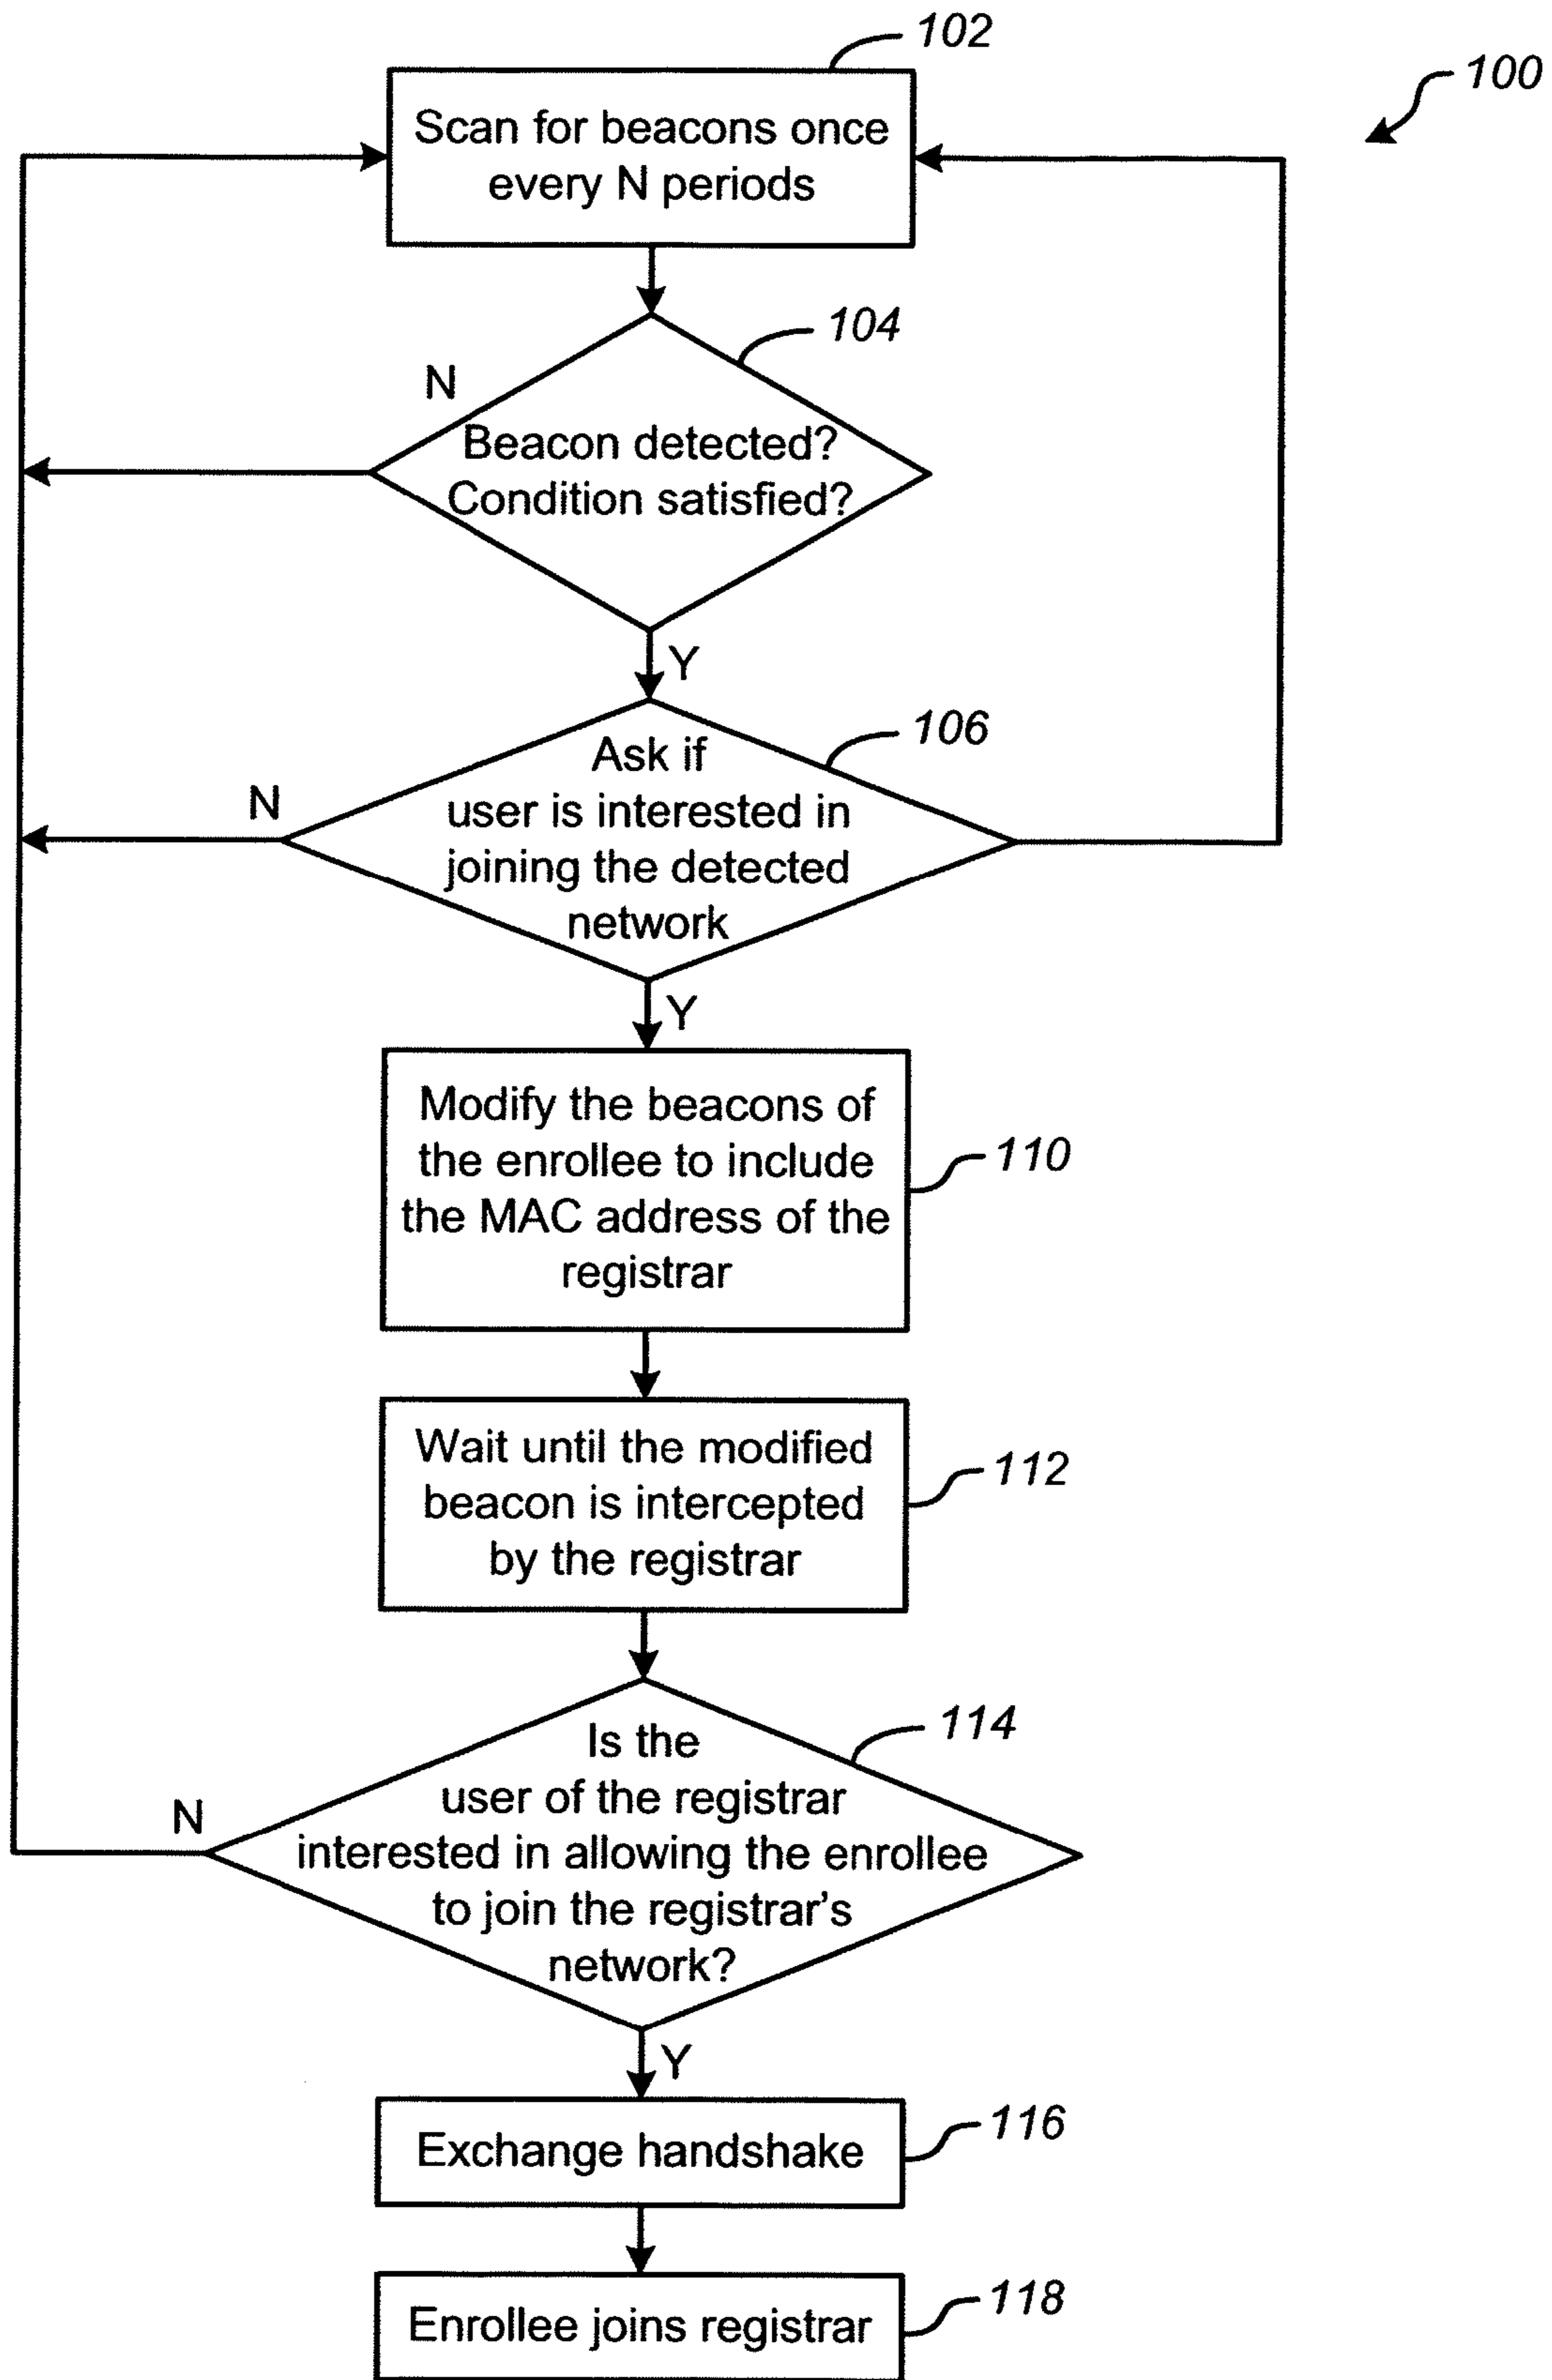 102
100
Scan for beacons once
every N periods
104
N
Beacon detected?
Condition satisfied?
Y
106
Ask if
user is interested in
joining the detected
network
N
Y
Modify the beacons of
the enrollee to include
the MAC address of the
registrar
110
Wait until the modified
beacon is intercepted
by the registrar
112
114
Is the
user of the registrar
interested in allowing the enrollee
to join the registrar's
network?
N
Y
Exchange handshake
116
Enrollee joins registrar
118